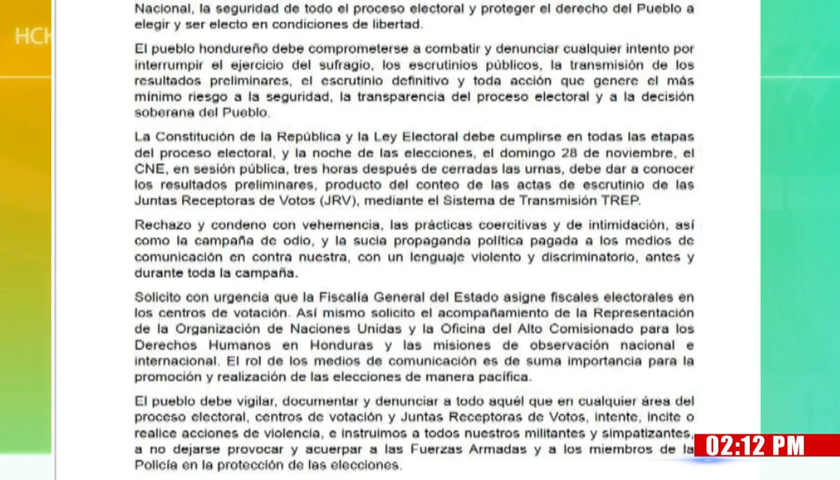 HCH
Nacional, la seguridad de todo el proceso electoral y proteger el derecho del Pueblo a
elegir y ser electo en condiciones de libertad.
El pueblo hondureño debe comprometerse a combatir y denunciar cualquier intento por
interrumpir el ejercicio del sufragio, los escrutinios públicos, la transmisión de los
resultados preliminares, el escrutinio definitivo y toda acción que genere el más
mínimo riesgo a la seguridad, la transparencia del proceso electoral y a la decisión
soberana del Pueblo.
La Constitución de la República y la Ley Electoral debe cumplirse en todas las etapas
del proceso electoral, y la noche de las elecciones, el domingo 28 de noviembre, el
CNE, en sesión pública, tres horas después de cerradas las urnas, debe dar a conocer
los resultados preliminares, producto del conteo de las actas de escrutinio de las
Juntas Receptoras de Votos (JRV), mediante el Sistema de Transmisión TREP.
Rechazo y condeno con vehemencia, las prácticas coercitivas y de intimidación, así
como la campaña de odio, y la sucia propaganda política pagada a los medios de
comunicación en contra nuestra, con un lenguaje violento y discriminatorio, antes y
durante toda la campaña.
Solicito con urgencia que la Fiscalía General del Estado asigne fiscales electorales en
los centros de votación. Así mismo solicito el acompañamiento de la Representación
de la Organización de Naciones Unidas y la Oficina del Alto Comisionado para los
Derechos Humanos en Honduras y las misiones de observación nacional e
internacional. El rol de los medios de comunicación es de suma importancia para la
promoción y realización de las elecciones de manera pacífica.
El pueblo debe vigilar, documentar y denunciar a todo aquél que en cualquier área del
proceso electoral, centros de votación y Juntas Receptoras de Votos, intente, incite o
realice acciones de violencia, e instruimos a todos nuestros militantes y simpatizantes,
a no dejarse provocar y acuerpar a las Fuerzas Armadas y a los miembros de la
Policía en la protección de las elecciones.
02:12 PM